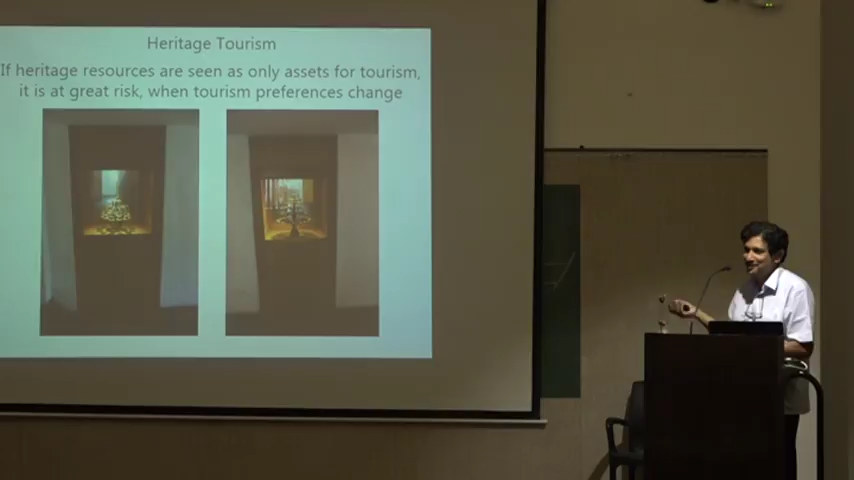 Heritage Tourism
If heritage resources are seen as only assets for tourism,
it is at great risk, when tourism preferences change